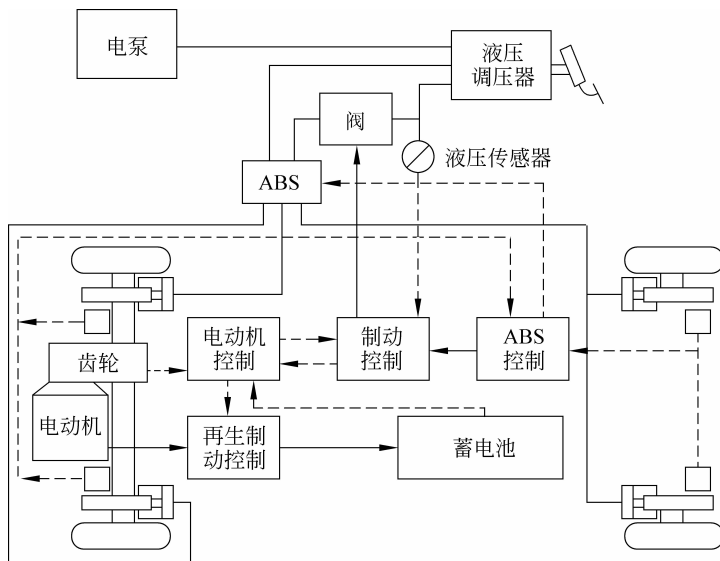 电泵
液压
调压器
阀
液压传感器
ABS
电动机
控制
制动
控制
ABS
控制
齿轮
电动机
再生制
动控制
蓄电池